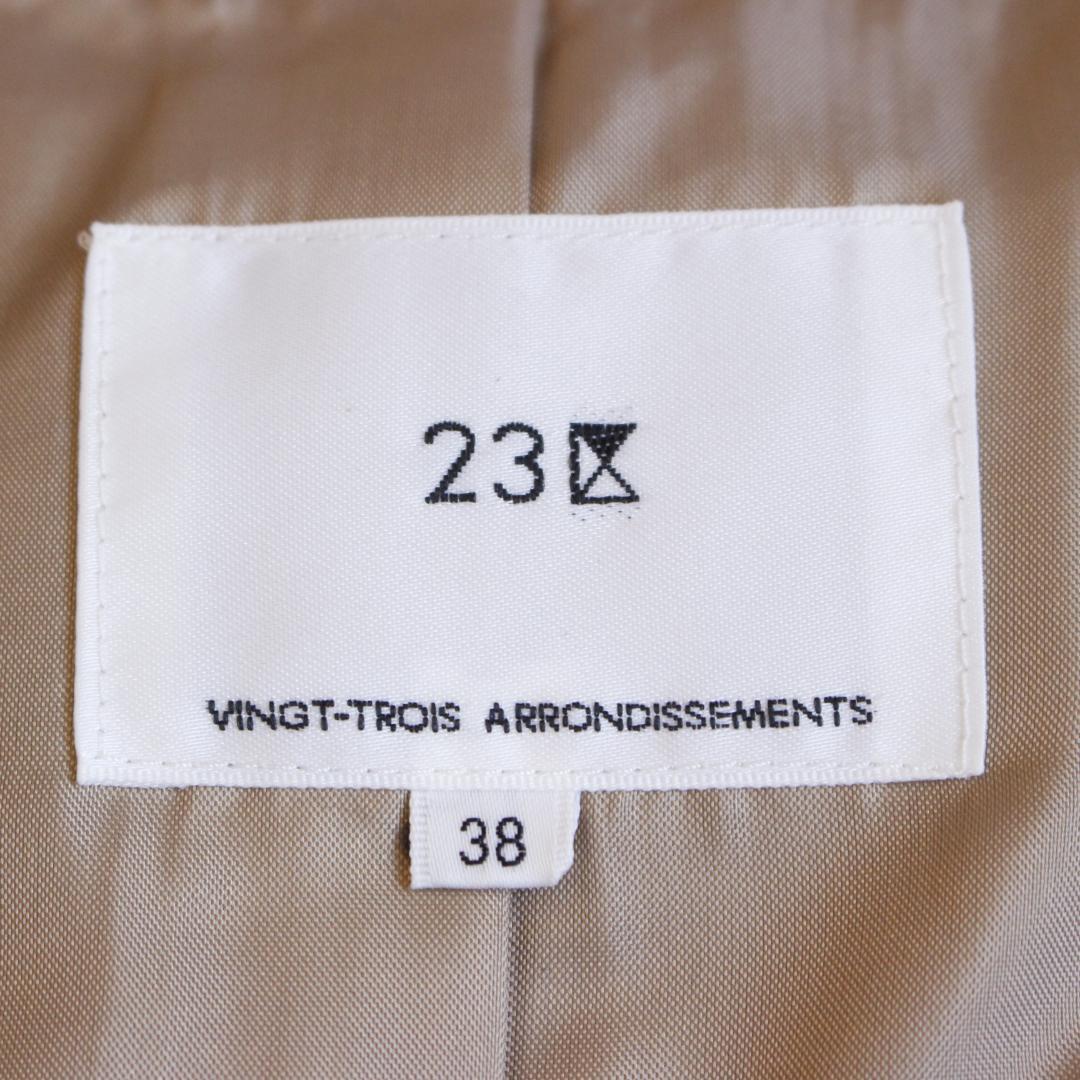 23区
VINGT-TROIS ARRONDISSEMENTS
38